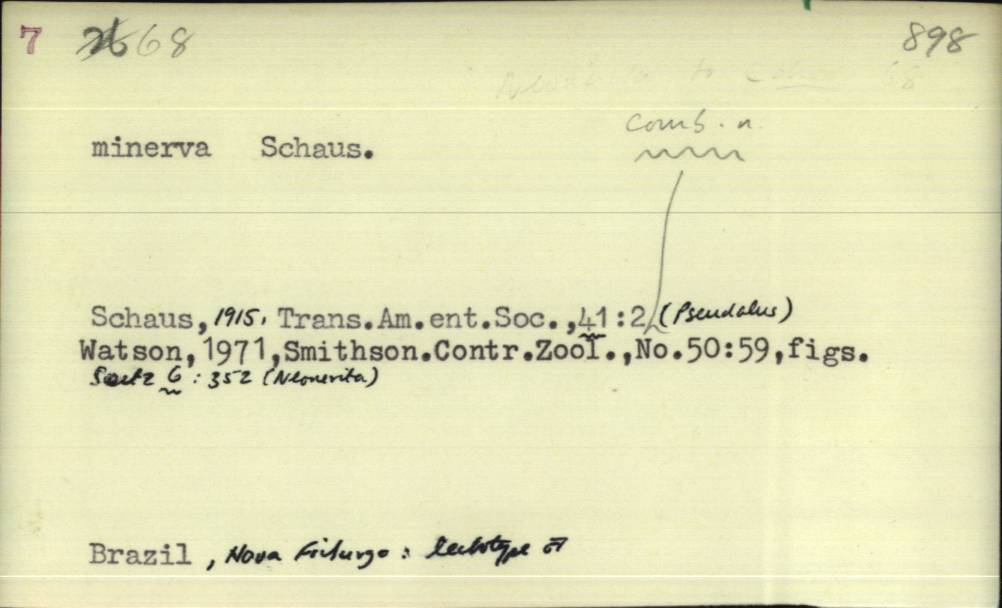 7 68 898
comb. n.
minerva Schaus.
Schaus, 1915, Trans.Am.ent.Soc.,41:2 (Pseudalus)
Watson,1971,Smithson.Contr.Zool.,No.50:59,figs.
Seitz 6 : 352 (Neonerita)
Brazil , Nova Friburgo : lectotype ♂